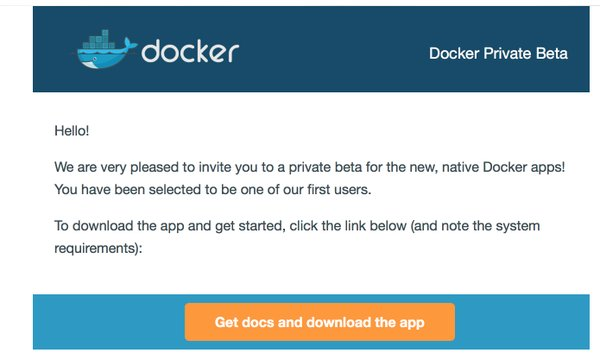 docker
Docker Private Beta
Hello!
We are very pleased to invite you to a private beta for the new, native Docker apps!
You have been selected to be one of our first users.
To download the app and get started, click the link below (and note the system
requirements):
Get docs and download the app